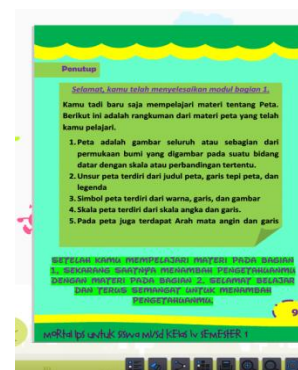 Penutup
Selamat, kamu telah menyelesaikan modul bagian 1.
Kamu tadi baru saja mempelajari materi tentang Peta.
Berikut ini adalah rangkuman dari materi peta yang telah
kamu pelajari.
1. Peta adalah gambar seluruh atau sebagian dari
permukaan bumi yang digambar pada suatu bidang
datar dengan skala atau perbandingan tertentu.
2. Unsur peta terdiri dari judul peta, garis tepi peta, dan
legenda
3. Simbol peta terdiri dari warna, garis, dan gambar
4. Skala peta terdiri dari skala angka dan garis.
5. Pada peta juga terdapat Arah mata angin dan garis
SETELAH KAMU MEMPELAJARI MATERI PADA BAGIAN
1, SEKARANG SAATNYA MENAMBAH PENGETAHUANMU
DENGAN MATERI PADA BAGIAN 2. SELAMAT BELAJAR
DAN TERUS SEMANGAT UNTUK MENAMBAH
PENGETAHUANMU.
9
MORtal Ips untuk siswa MI/sd KElas IV SEMESTER 1